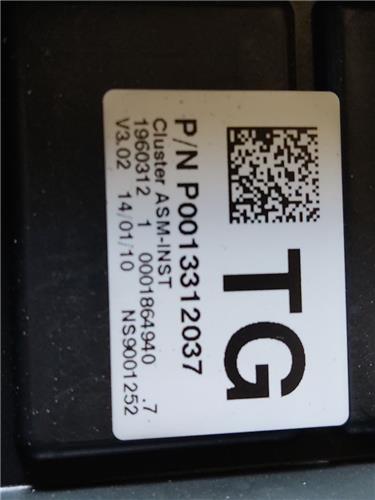 TG
P/N P0013312037
Cluster ASM-INST
1960312 1 0001864940 .7
V3.02 14/01/10 NS9001252